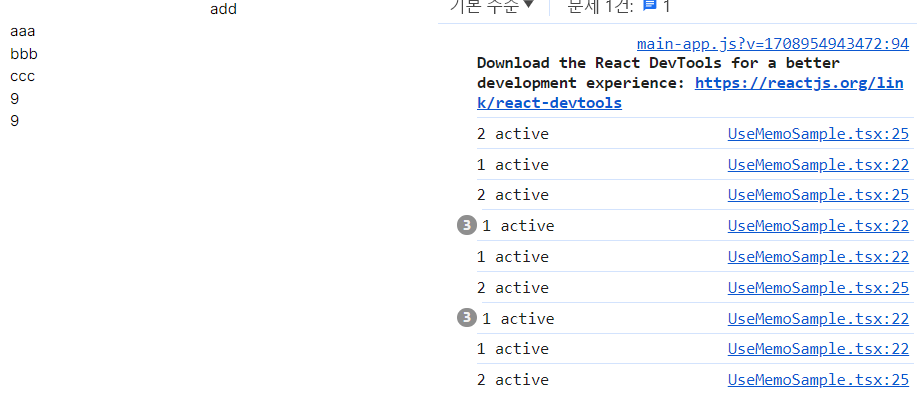 add
aaa
bbb
ccc
9
9
기본 수준▼ 문제 1건: 1
main-app.js?v=1708954943472:94
Download the React DevTools for a better
development experience: https://reactjs.org/lin
k/react-devtools
2 active UseMemoSample.tsx:25
1 active UseMemoSample.tsx:22
2 active UseMemoSample.tsx:25
3 1 active UseMemoSample.tsx:22
1 active UseMemoSample.tsx:22
2 active UseMemoSample.tsx:25
3 1 active UseMemoSample.tsx:22
1 active UseMemoSample.tsx:22
2 active UseMemoSample.tsx:25